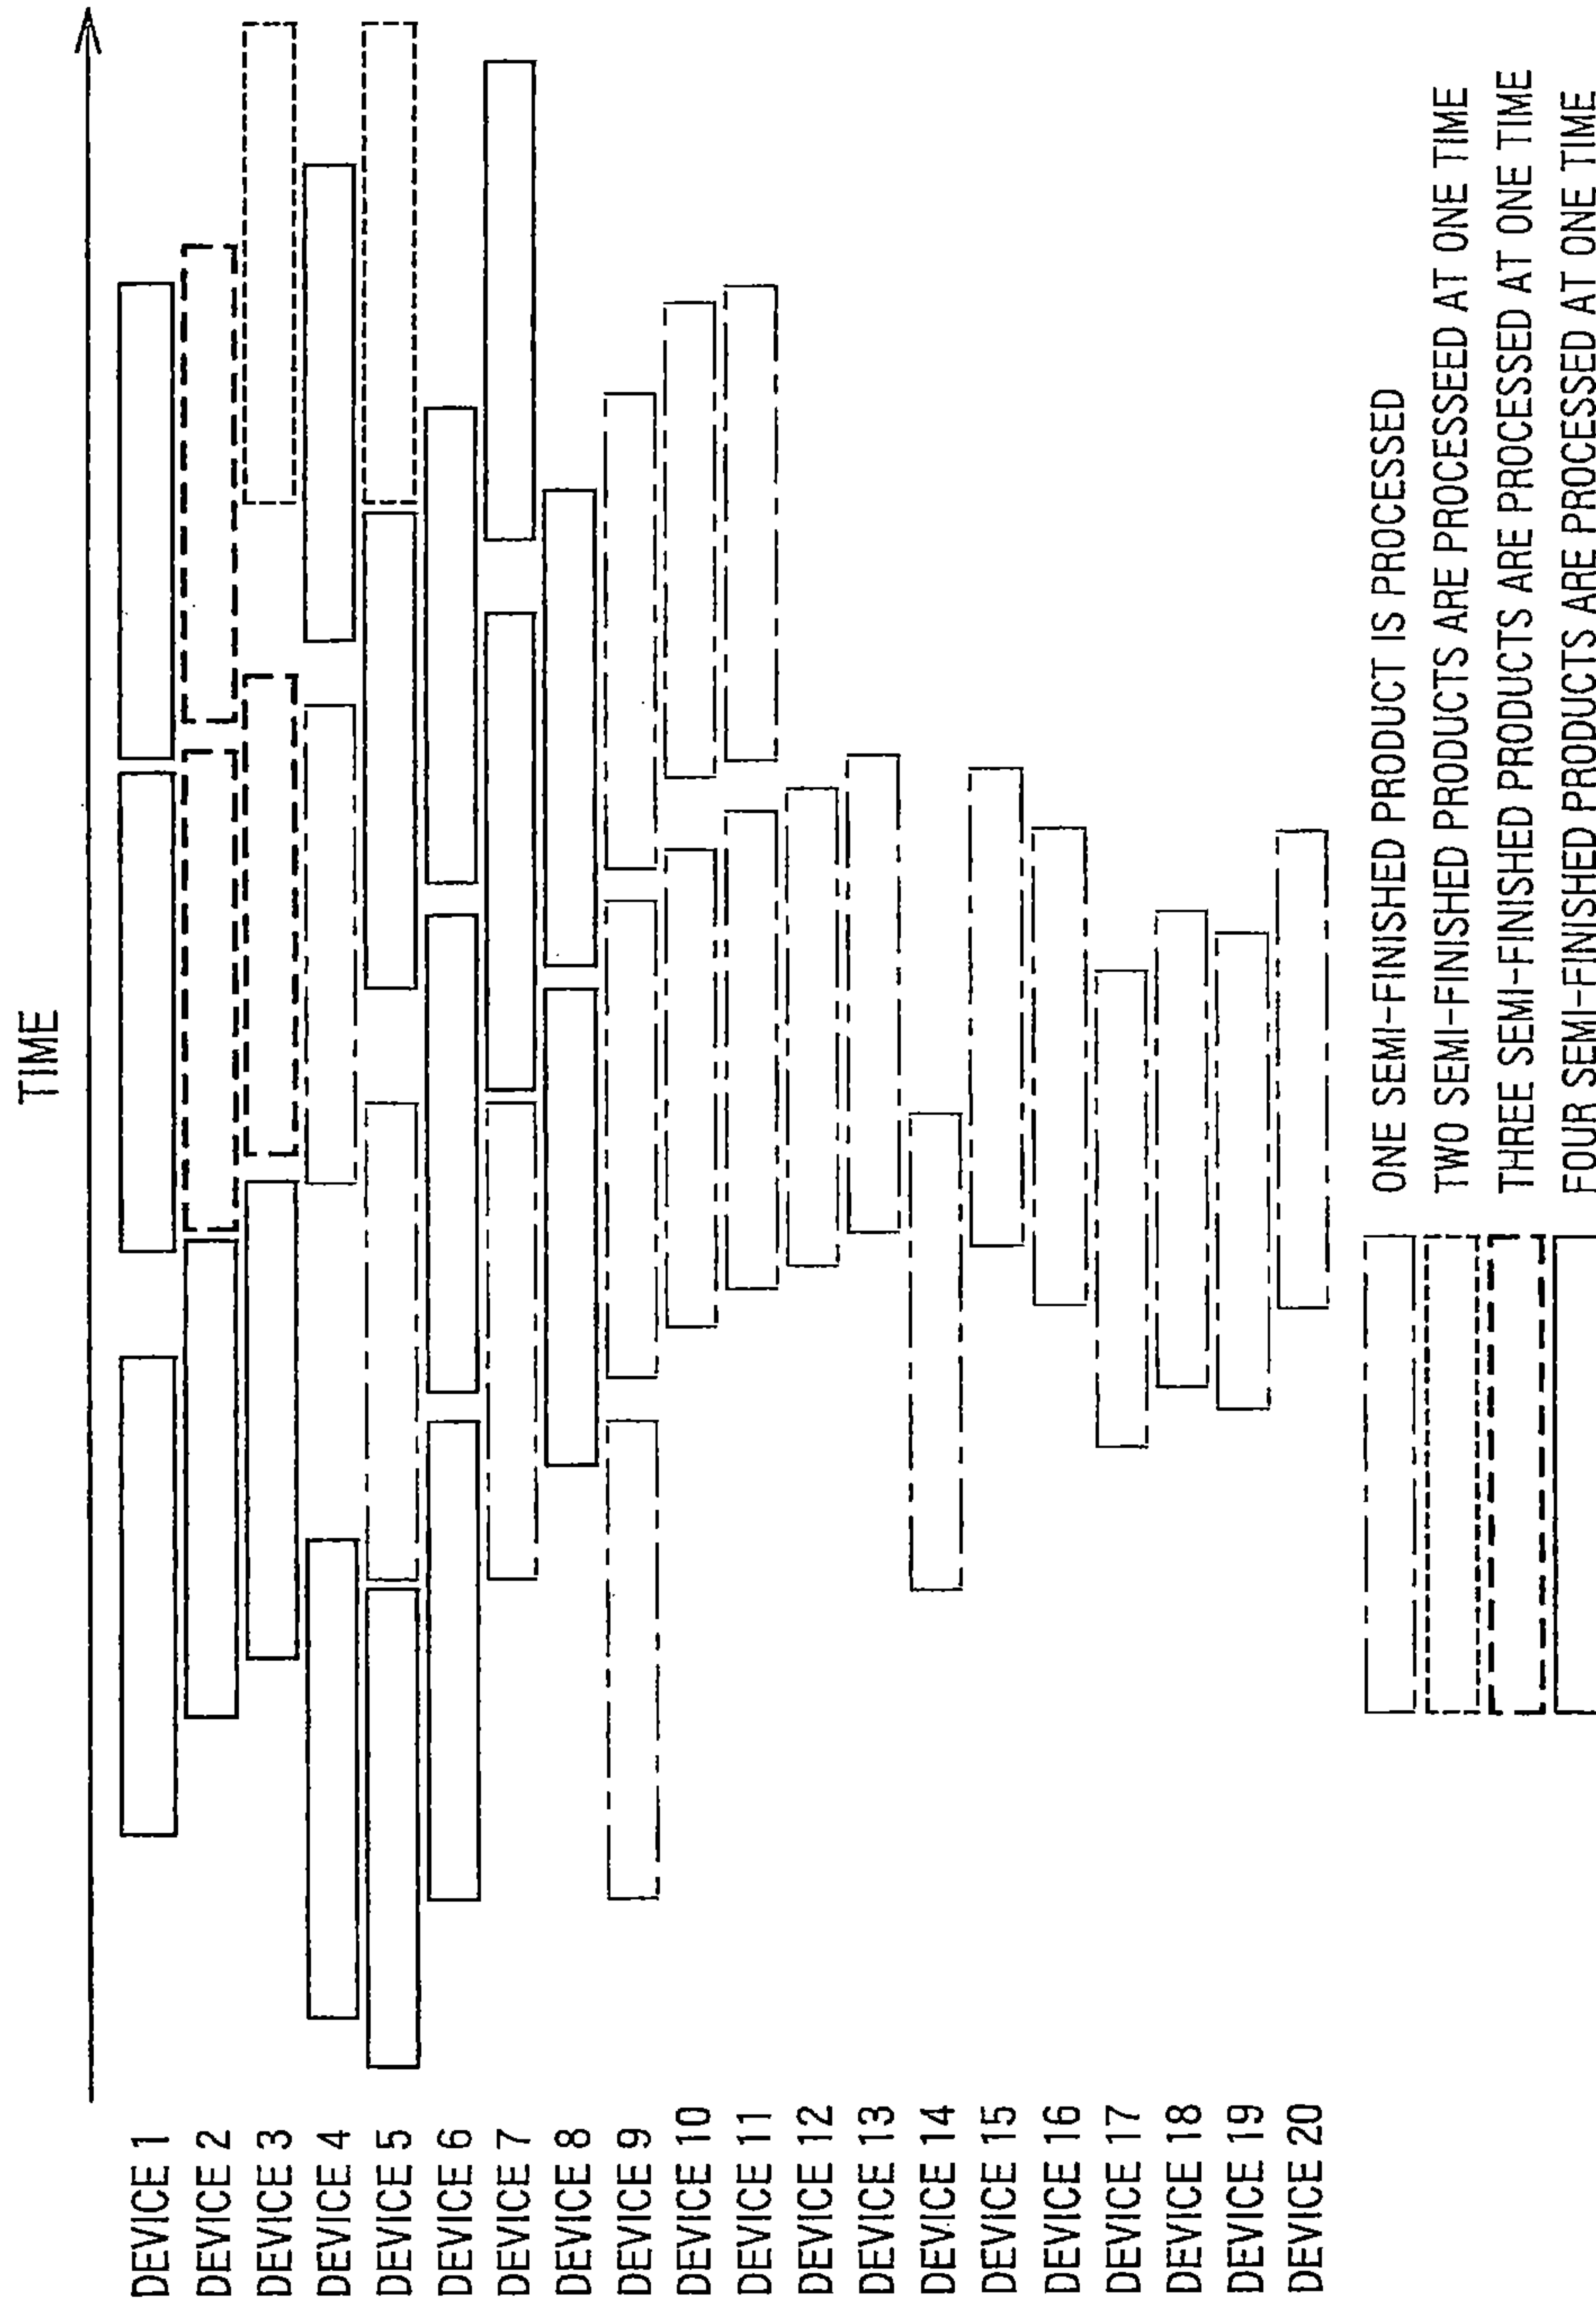 TIME
DEVICE 1
DEVICE 2
DEVICE 3
DEVICE 4
DEVICE 5
DEVICE 6
DEVICE 7
DEVICE 8
DEVICE 9
DEVICE 10
DEVICE 11
DEVICE 12
DEVICE 13
DEVICE 14
DEVICE 15
DEVICE 16
DEVICE 17
DEVICE 18
DEVICE 19
DEVICE 20
ONE SEMI-FINISHED PRODUCT IS PROCESSED
TWO SEMI-FINISHED PRODUCTS ARE PROCESSEED AT ONE TIME
THREE SEMI-FINISHED PRODUCTS ARE PROCESSED AT ONE TIME
FOUR SEMI-FINISHED PRODUCTS ARE PROCESSED AT ONE TIME